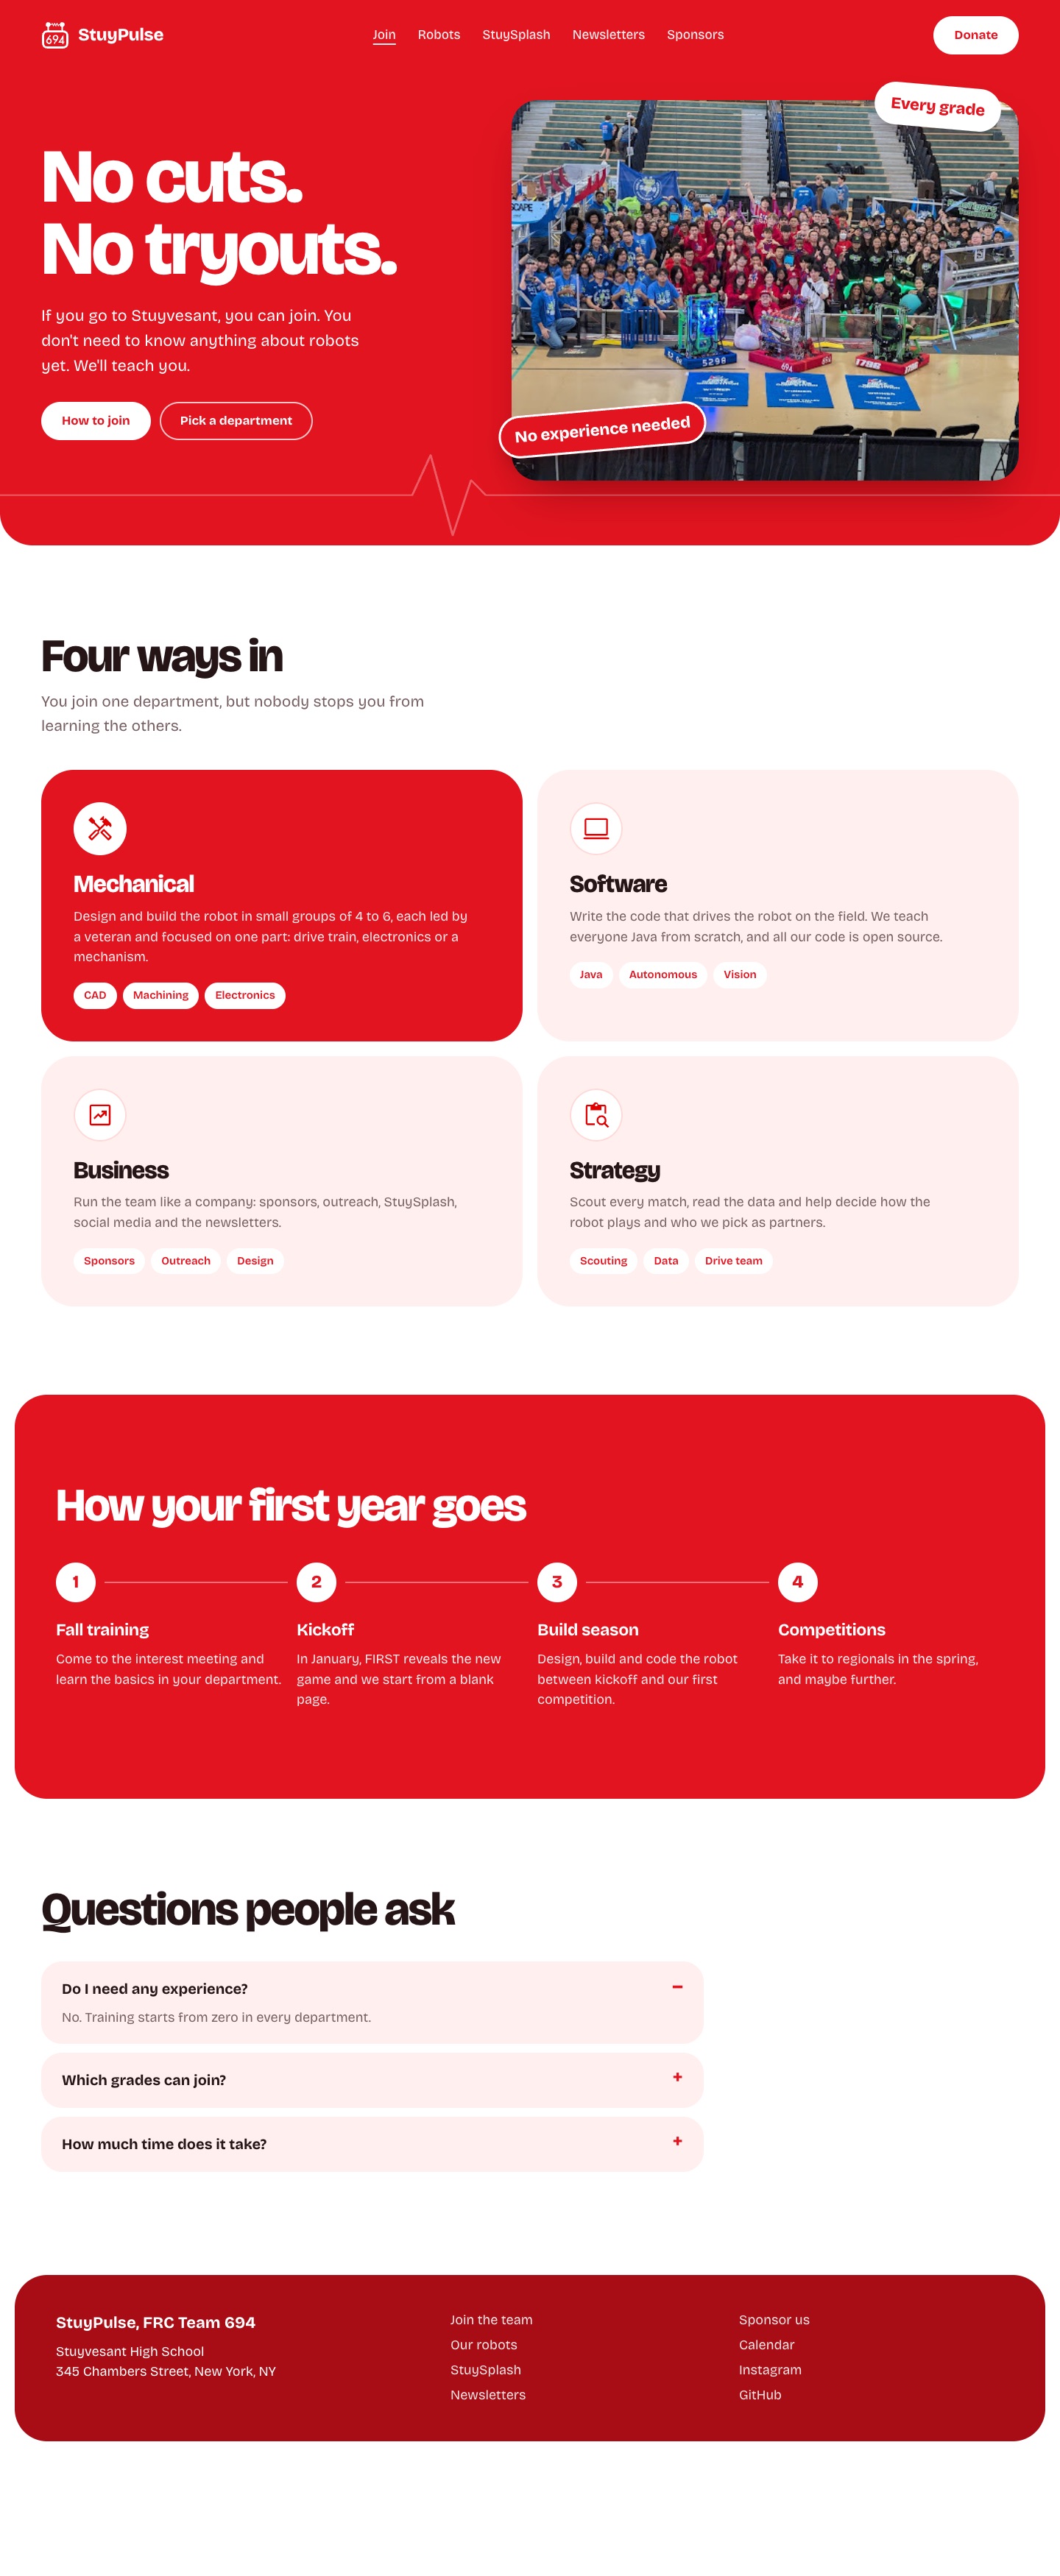 694 StuyPulse
Join Robots StuySplash Newsletters Sponsors
Donate
Every grade
No cuts.
No tryouts.
If you go to Stuyvesant, you can join. You
don't need to know anything about robots
yet. We'll teach you.
How to join
Pick a department
5298
694
1796
No experience needed
Four ways in
You join one department, but nobody stops you from
learning the others.
Mechanical
Design and build the robot in small groups of 4 to 6, each led by
a veteran and focused on one part: drive train, electronics or a
mechanism.
CAD Machining Electronics
Software
Write the code that drives the robot on the field. We teach
everyone Java from scratch, and all our code is open source.
Java Autonomous Vision
Business
Run the team like a company: sponsors, outreach, StuySplash,
social media and the newsletters.
Sponsors Outreach Design
Strategy
Scout every match, read the data and help decide how the
robot plays and who we pick as partners.
Scouting Data Drive team
How your first year goes
1
Fall training
Come to the interest meeting and
learn the basics in your department.
2
Kickoff
In January, FIRST reveals the new
game and we start from a blank
page.
3
Build season
Design, build and code the robot
between kickoff and our first
competition.
4
Competitions
Take it to regionals in the spring,
and maybe further.
Questions people ask
Do I need any experience? –
No. Training starts from zero in every department.
Which grades can join? +
How much time does it take? +
StuyPulse, FRC Team 694
Stuyvesant High School
345 Chambers Street, New York, NY
Join the team
Our robots
StuySplash
Newsletters
Sponsor us
Calendar
Instagram
GitHub